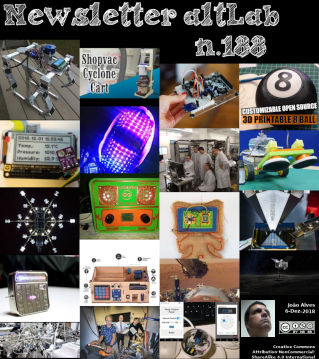 Newsletter altLab
n.188
Shopvac
Cyclone
Cart
CUSTOMIZABLE OPEN SOURCE
3D PRINTABLE 8 BALL
8
Temp.:
Pressure:
Humidity:
João Alves
6-Dez-2018
Creative Commons
Attribution-NonCommercial-
ShareAlike 4.0 International